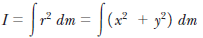 I = ∫ r² dm = ∫ (x² + y²) dm